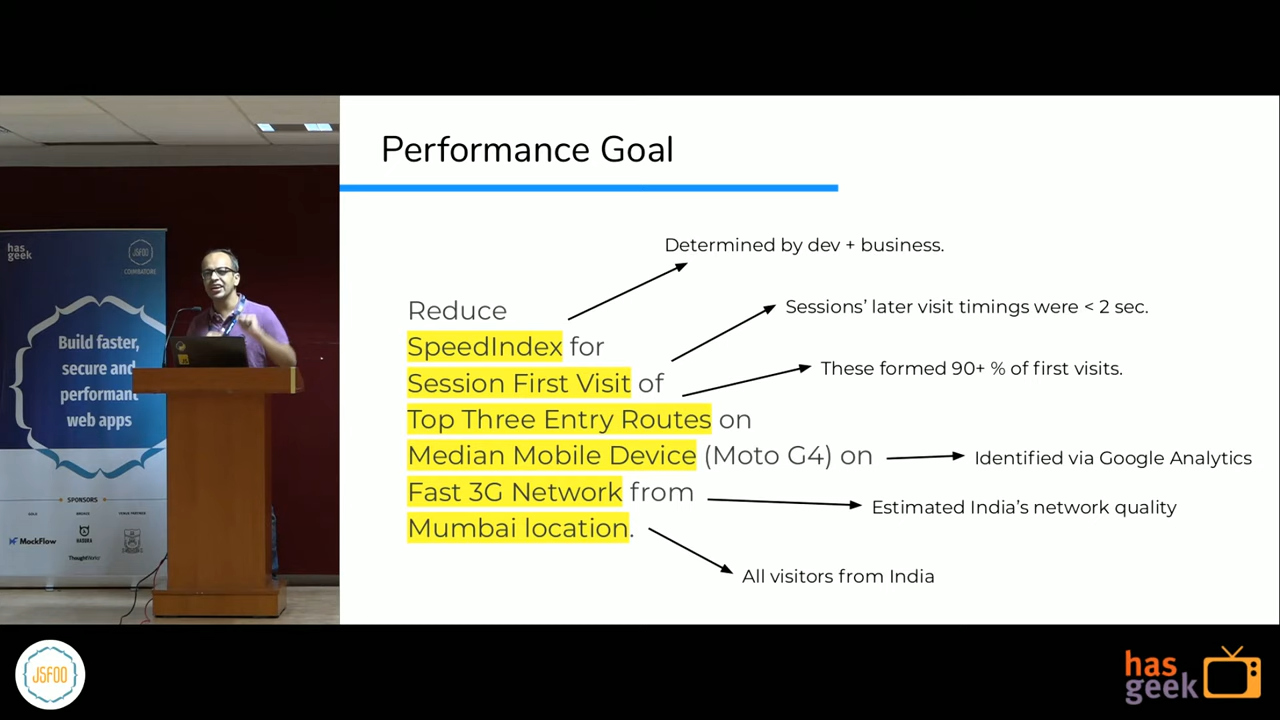 Performance Goal
Determined by dev + business.
Reduce
SpeedIndex for
Sessions’ later visit timings were < 2 sec.
Session First Visit of
These formed 90+ % of first visits.
Top Three Entry Routes on
Median Mobile Device (Moto G4) on
Identified via Google Analytics
Fast 3G Network from
Estimated India’s network quality
Mumbai location.
All visitors from India
has
geek
JSFOO
COIMBATORE
Build faster,
secure and
performant
web apps
SPONSORS
MockFlow
HASURA
ThoughtWorks
JSFOO
has
geek